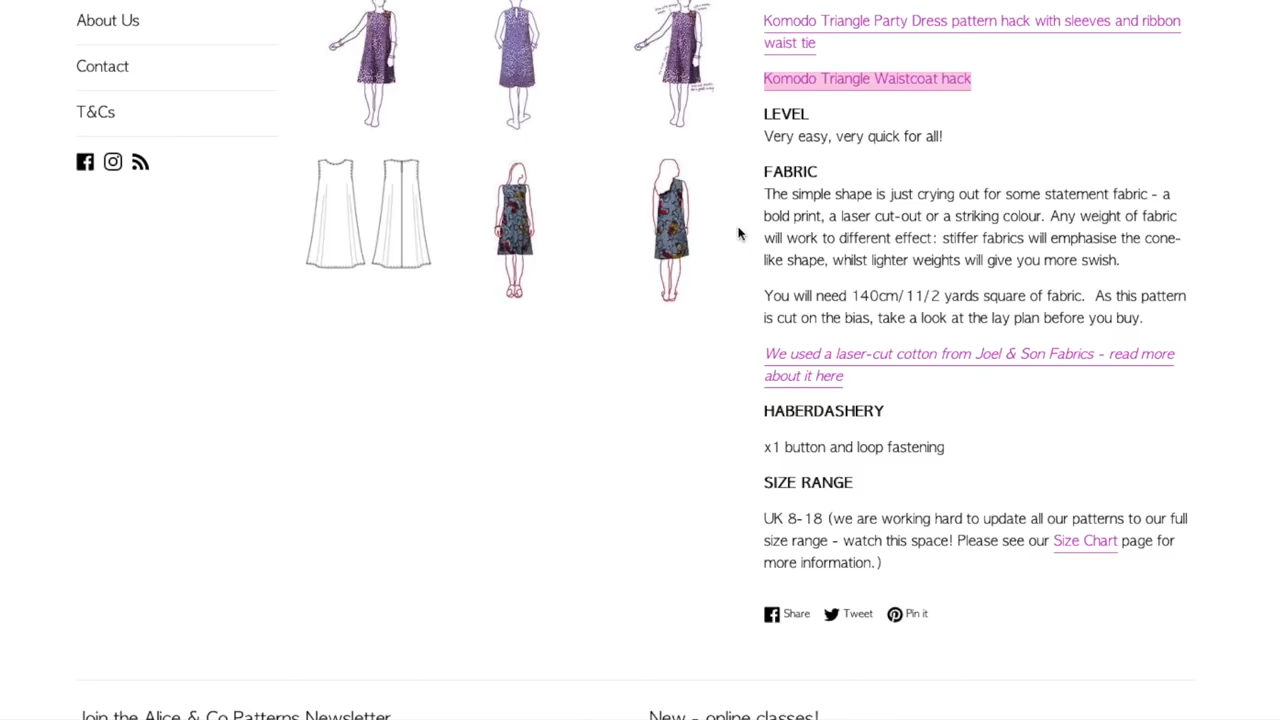 About Us
Contact
T&Cs
Komodo Triangle Party Dress pattern hack with sleeves and ribbon
waist tie
Komodo Triangle Waistcoat hack
LEVEL
Very easy, very quick for all!
FABRIC
The simple shape is just crying out for some statement fabric - a
bold print, a laser cut-out or a striking colour. Any weight of fabric
will work to different effect: stiffer fabrics will emphasise the cone-
like shape, whilst lighter weights will give you more swish.
You will need 140cm/11/2 yards square of fabric. As this pattern
is cut on the bias, take a look at the lay plan before you buy.
We used a laser-cut cotton from Joel & Son Fabrics - read more
about it here
HABERDASHERY
x1 button and loop fastening
SIZE RANGE
UK 8-18 (we are working hard to update all our patterns to our full
size range - watch this space! Please see our Size Chart page for
more information.)
Share Tweet Pin it
Join the Alice & Co Patterns Newsletter
New - online classes!